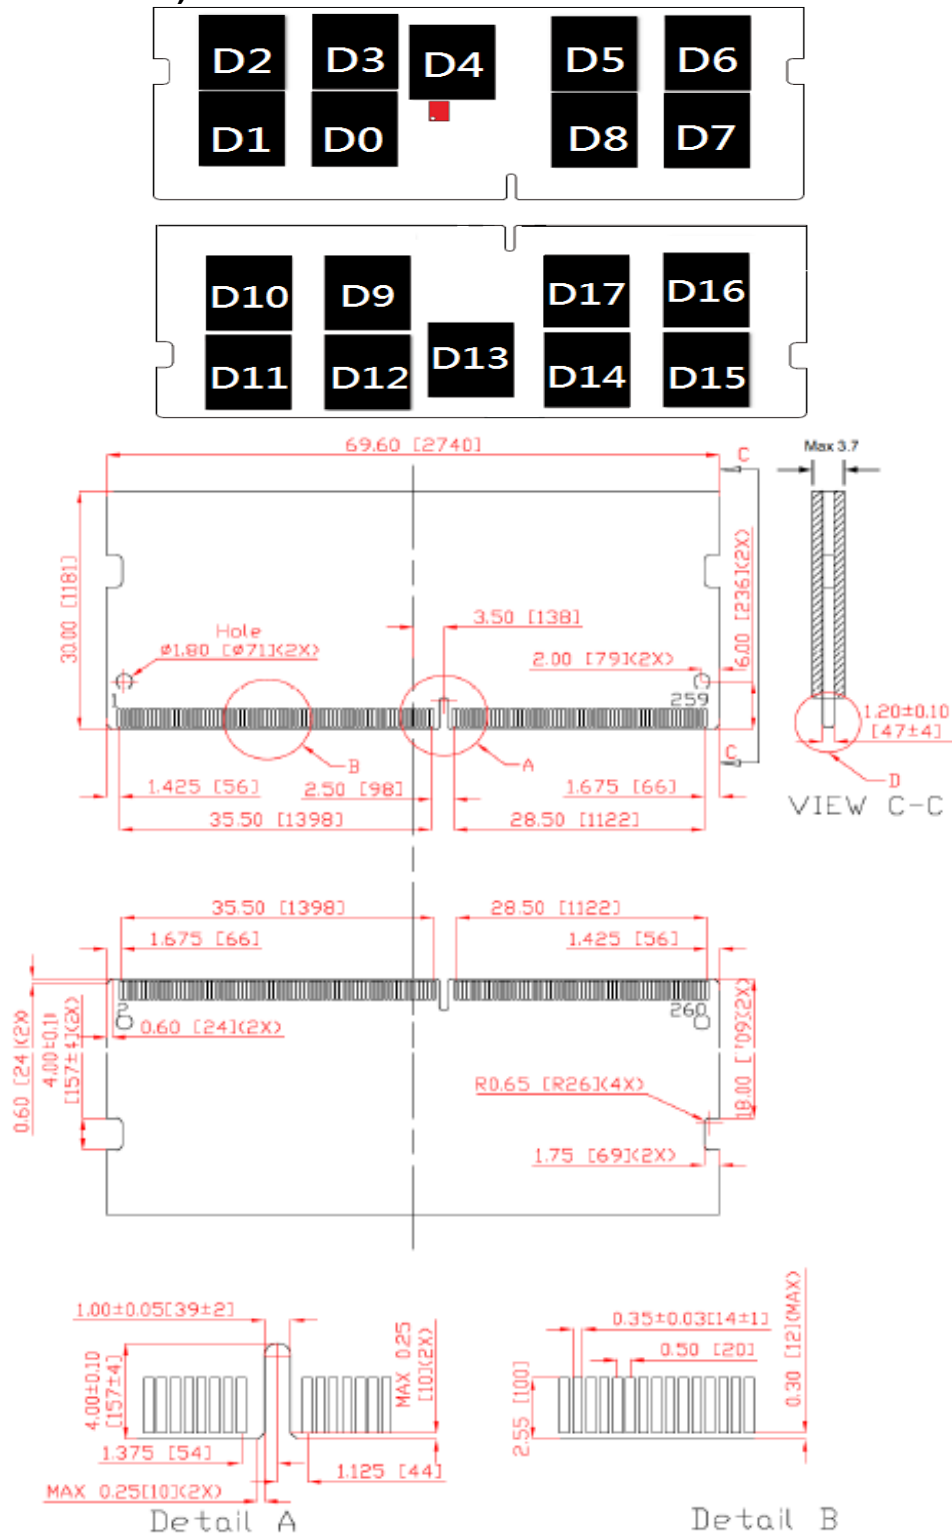 D2 D3 D4 D5 D6
D1 D0 D8 D7
D10 D9 D17 D16
D11 D12 D13 D14 D15
69.60 [2740]
C
Max 3.7
30.00 [1181]
Hole
Ø1.80 [Ø71](2X)
3.50 [138]
6.00 [236](2X)
2.00 [79](2X)
1
259
1.20±0.10
[47±4]
B
A
C
D
1.425 [56]
2.50 [98]
1.675 [66]
35.50 [1398]
28.50 [1122]
VIEW C-C
35.50 [1398]
28.50 [1122]
1.675 [66]
1.425 [56]
2
260
0.60 [24](2X)
0.60 [24](2X)
4.00±0.10
[157±4](2X)
R0.65 [R26](4X)
18.00
1.75 [69](2X)
1.00±0.05[39±2]
4.00±0.10
[157±4]
MAX 0.25
[10](2X)
1.375 [54]
1.125 [44]
MAX 0.25[10](2X)
Detail A
0.35±0.03[14±1]
0.50 [20]
0.30 [12](MAX)
2.55 [100]
Detail B